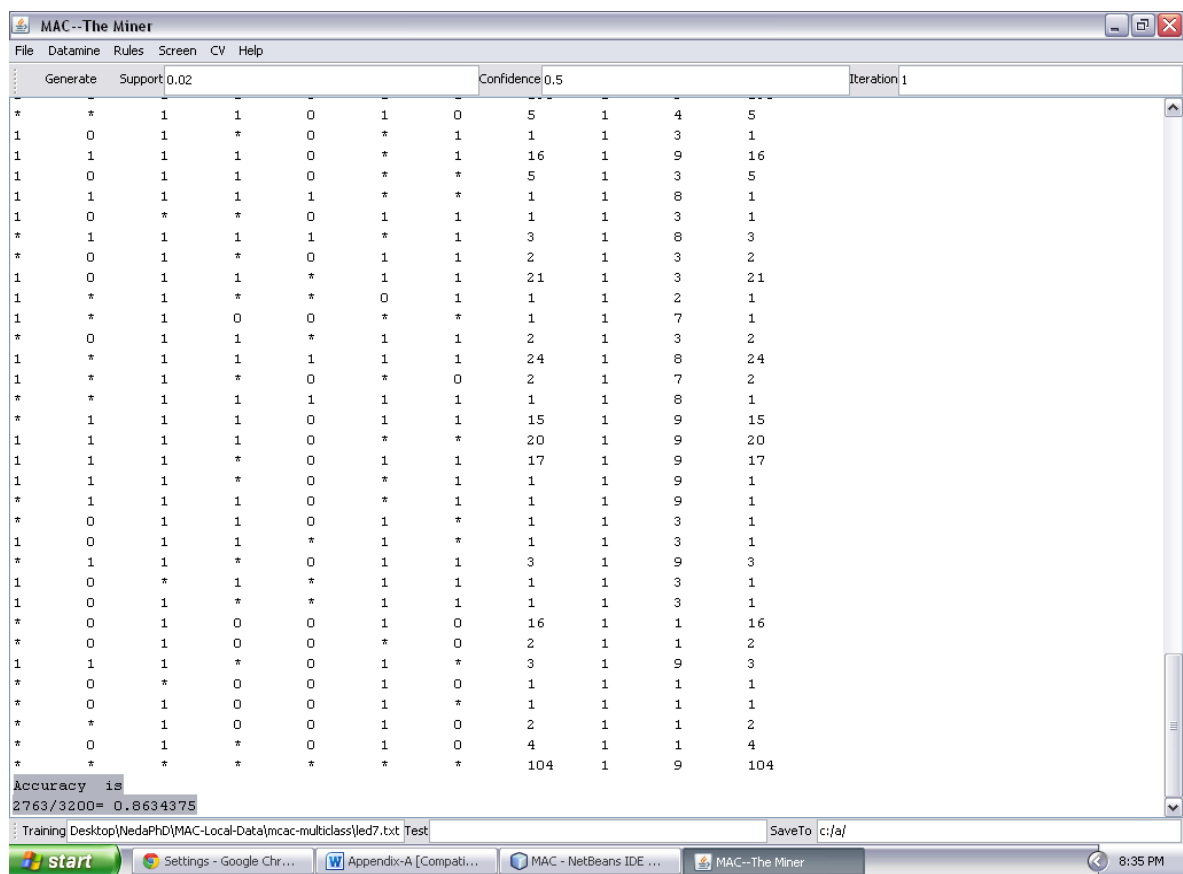 MAC--The Miner
File Datamine Rules Screen CV Help
Generate Support 0.02 Confidence 0.5 Iteration 1
* * 1 1 0 1 0 5 1 4 5
1 0 1 * 0 * 1 1 1 3 1
1 1 1 1 0 * 1 16 1 9 16
1 0 1 1 0 * * 5 1 3 5
1 1 1 1 1 * * 1 1 8 1
1 0 * * 0 1 1 1 1 3 1
* 1 1 1 1 * 1 3 1 8 3
* 0 1 * 0 1 1 2 1 3 2
1 0 1 1 * 1 1 21 1 3 21
1 * 1 * * 0 1 1 1 2 1
1 * 1 0 0 * * 1 1 7 1
* 0 1 1 * 1 1 2 1 3 2
1 * 1 1 1 1 1 24 1 8 24
1 * 1 * 0 * 0 2 1 7 2
* * 1 1 1 1 1 1 1 8 1
* 1 1 1 0 1 1 15 1 9 15
1 1 1 1 0 * * 20 1 9 20
1 1 1 * 0 1 1 17 1 9 17
1 1 1 * 0 * 1 1 1 9 1
* 1 1 1 0 * 1 1 1 9 1
* 0 1 1 0 1 * 1 1 3 1
1 0 1 1 * 1 * 1 1 3 1
* 1 1 * 0 1 1 3 1 9 3
1 0 * 1 * 1 1 1 1 3 1
1 0 1 * * 1 1 1 1 3 1
* 0 1 0 0 1 0 16 1 1 16
* 0 1 0 0 * 0 2 1 1 2
1 1 1 * 0 1 * 3 1 9 3
* 0 * 0 0 1 0 1 1 1 1
* 0 1 0 0 1 * 1 1 1 1
* * 1 0 0 1 0 2 1 1 2
* 0 1 * 0 1 0 4 1 1 4
* * * * * * * 104 1 9 104
Accuracy is
2763/3200= 0.8634375
Training Desktop\NedaPhD\MAC-Local-Data\mcac-multiclass\led7.txt Test SaveTo c:/a/
start Settings - Google Chr... Appendix-A [Compati... MAC - NetBeans IDE ... MAC--The Miner 8:35 PM